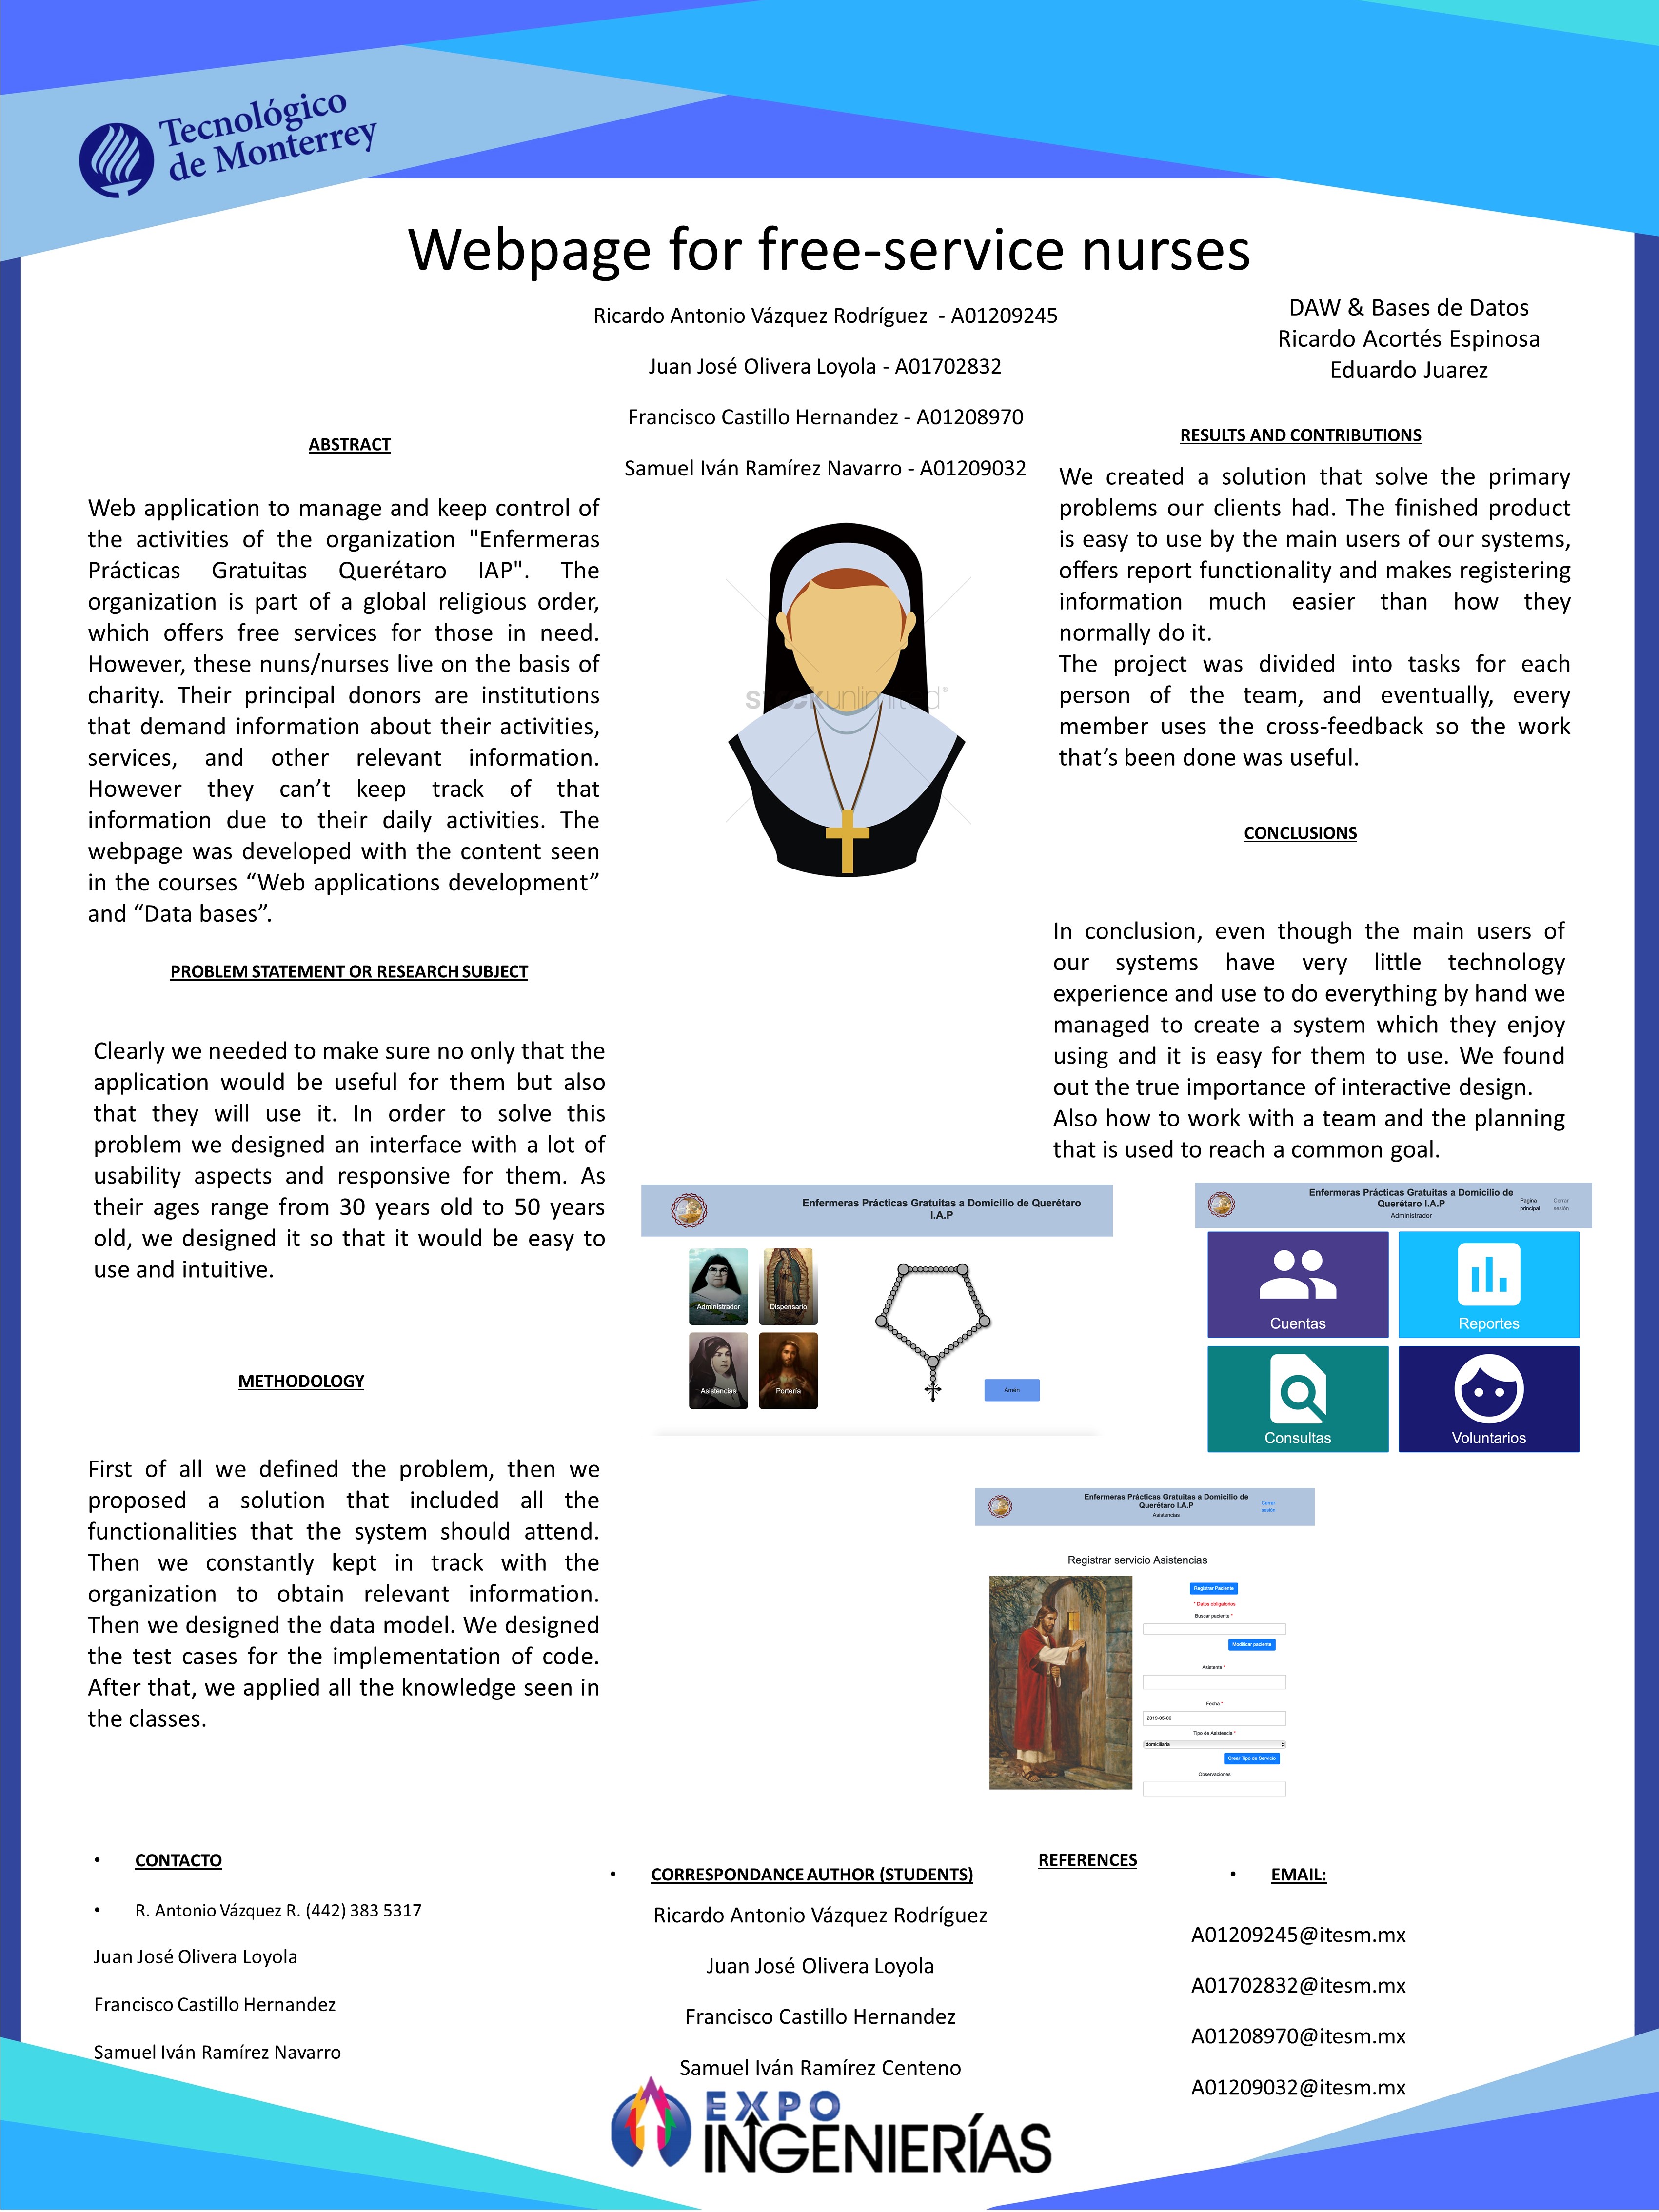 Tecnológico
de Monterrey
Webpage for free-service nurses
Ricardo Antonio Vázquez Rodríguez - A01209245
Juan José Olivera Loyola - A01702832
Francisco Castillo Hernandez - A01208970
Samuel Iván Ramírez Navarro - A01209032
DAW & Bases de Datos
Ricardo Acortés Espinosa
Eduardo Juarez
ABSTRACT
Web application to manage and keep control of
the activities of the organization "Enfermeras
Prácticas Gratuitas Querétaro IAP". The
organization is part of a global religious order,
which offers free services for those in need.
However, these nuns/nurses live on the basis of
charity. Their principal donors are institutions
that demand information about their activities,
services, and other relevant information.
However they can’t keep track of that
information due to their daily activities. The
webpage was developed with the content seen
in the courses “Web applications development”
and “Data bases”.
PROBLEM STATEMENT OR RESEARCH SUBJECT
Clearly we needed to make sure no only that the
application would be useful for them but also
that they will use it. In order to solve this
problem we designed an interface with a lot of
usability aspects and responsive for them. As
their ages range from 30 years old to 50 years
old, we designed it so that it would be easy to
use and intuitive.
METHODOLOGY
First of all we defined the problem, then we
proposed a solution that included all the
functionalities that the system should attend.
Then we constantly kept in track with the
organization to obtain relevant information.
Then we designed the data model. We designed
the test cases for the implementation of code.
After that, we applied all the knowledge seen in
the classes.
stockunlimited®
RESULTS AND CONTRIBUTIONS
We created a solution that solve the primary
problems our clients had. The finished product
is easy to use by the main users of our systems,
offers report functionality and makes registering
information much easier than how they
normally do it.
The project was divided into tasks for each
person of the team, and eventually, every
member uses the cross-feedback so the work
that’s been done was useful.
CONCLUSIONS
In conclusion, even though the main users of
our systems have very little technology
experience and use to do everything by hand we
managed to create a system which they enjoy
using and it is easy for them to use. We found
out the true importance of interactive design.
Also how to work with a team and the planning
that is used to reach a common goal.
Enfermeras Prácticas Gratuitas a Domicilio de Querétaro
I.A.P
Administrador
Dispensario
Asistencias
Portería
Amén
Enfermeras Prácticas Gratuitas a Domicilio de
Querétaro I.A.P
Administrador
Pagina
principal
Cerrar
sesión
Cuentas
Reportes
Consultas
Voluntarios
Enfermeras Prácticas Gratuitas a Domicilio de
Querétaro I.A.P
Asistencias
Cerrar
sesión
Registrar servicio Asistencias
Registrar Paciente
* Datos obligatorios
Buscar paciente *
Modificar paciente
Asistente *
Fecha *
2019-05-06
Tipo de Asistencia *
domiciliaria
Crear Tipo de Servicio
Observaciones
• CONTACTO
• R. Antonio Vázquez R. (442) 383 5317
Juan José Olivera Loyola
Francisco Castillo Hernandez
Samuel Iván Ramírez Navarro
• CORRESPONDANCE AUTHOR (STUDENTS)
Ricardo Antonio Vázquez Rodríguez
Juan José Olivera Loyola
Francisco Castillo Hernandez
Samuel Iván Ramírez Centeno
REFERENCES
• EMAIL:
A01209245@itesm.mx
A01702832@itesm.mx
A01208970@itesm.mx
A01209032@itesm.mx
EXPO
INGENIERÍAS